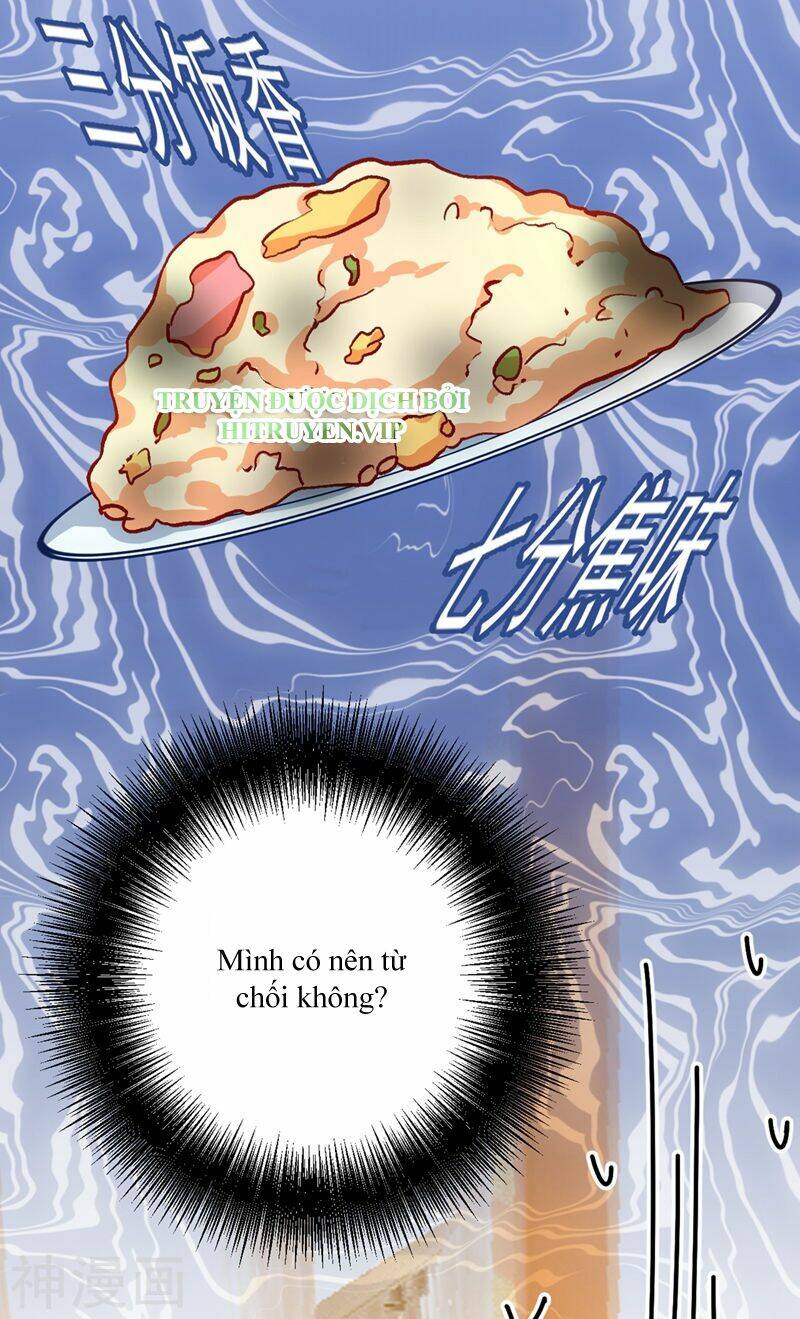 三分饭香
TRUYỆN ĐƯỢC DỊCH BỞI
HITRUYEN.VIP
七分焦味
Mình có nên từ
chối không?
神漫画